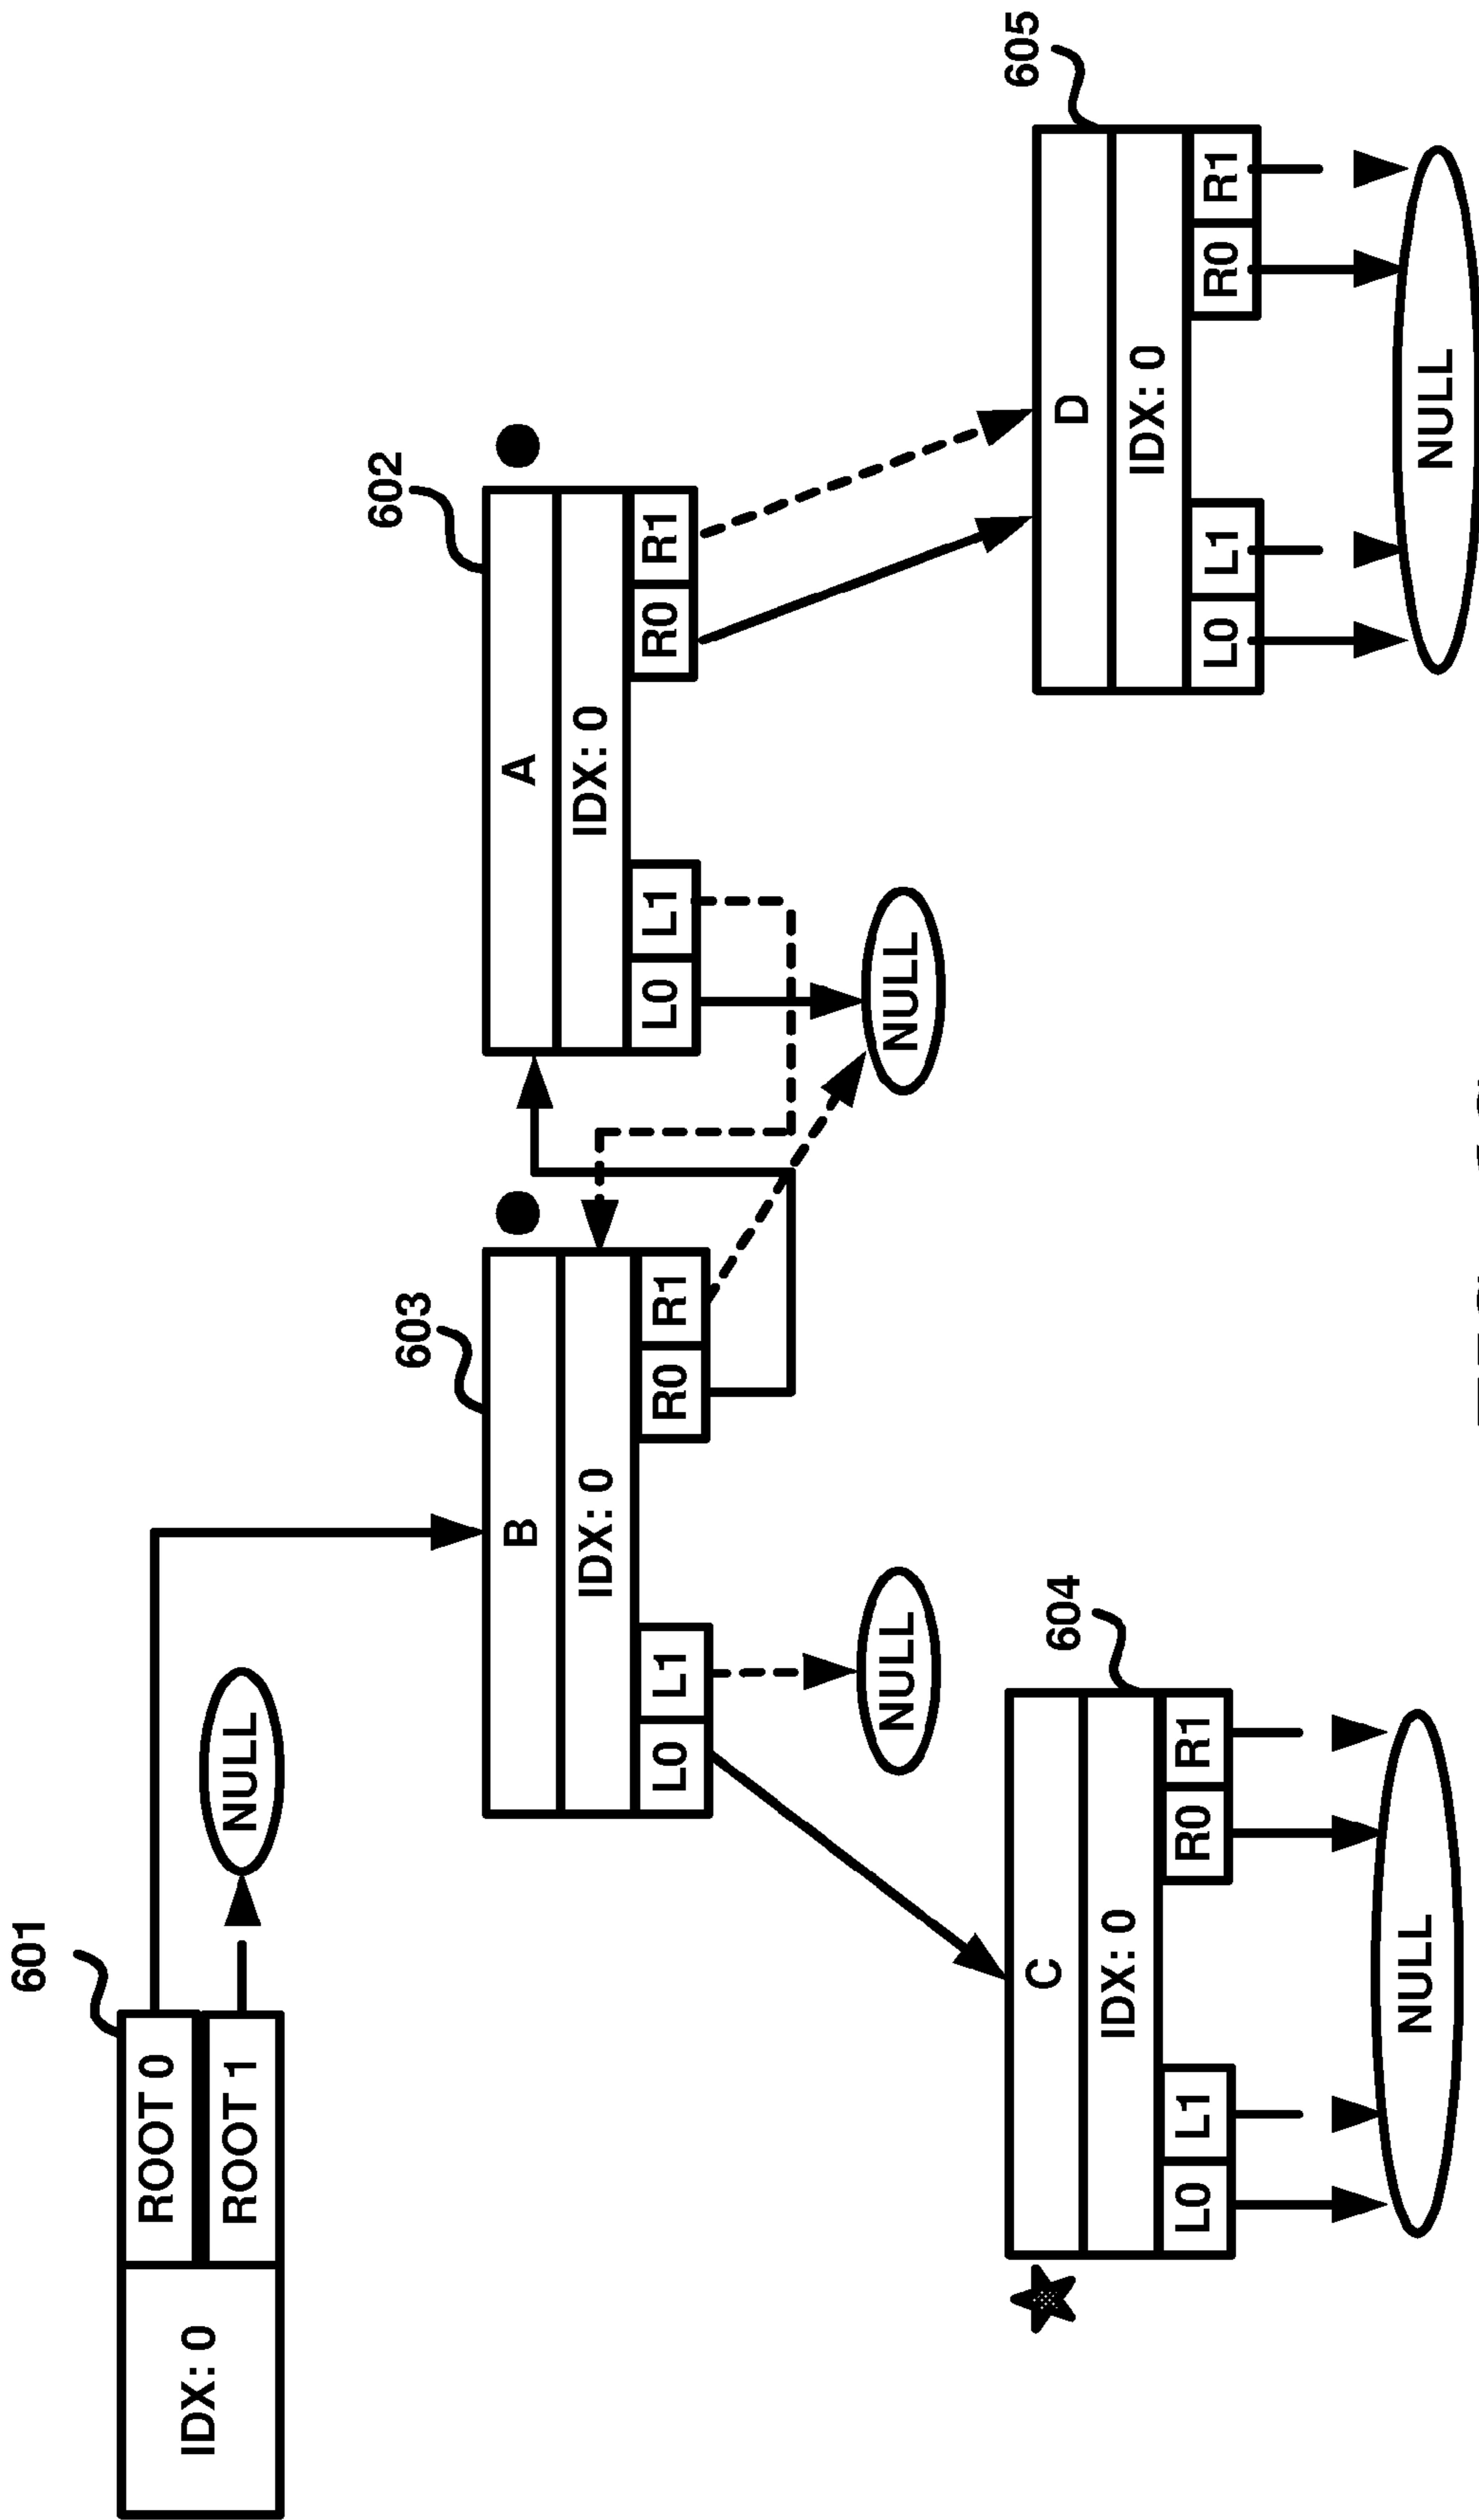 601
IDX: 0
ROOT 0
ROOT 1
NULL
603
602
B
A
IDX: 0
IDX: 0
L0 L1 R0 R1
L0 L1 R0 R1
NULL
NULL
604
605
C
D
IDX: 0
IDX: 0
L0 L1 R0 R1
L0 L1 R0 R1
NULL
NULL